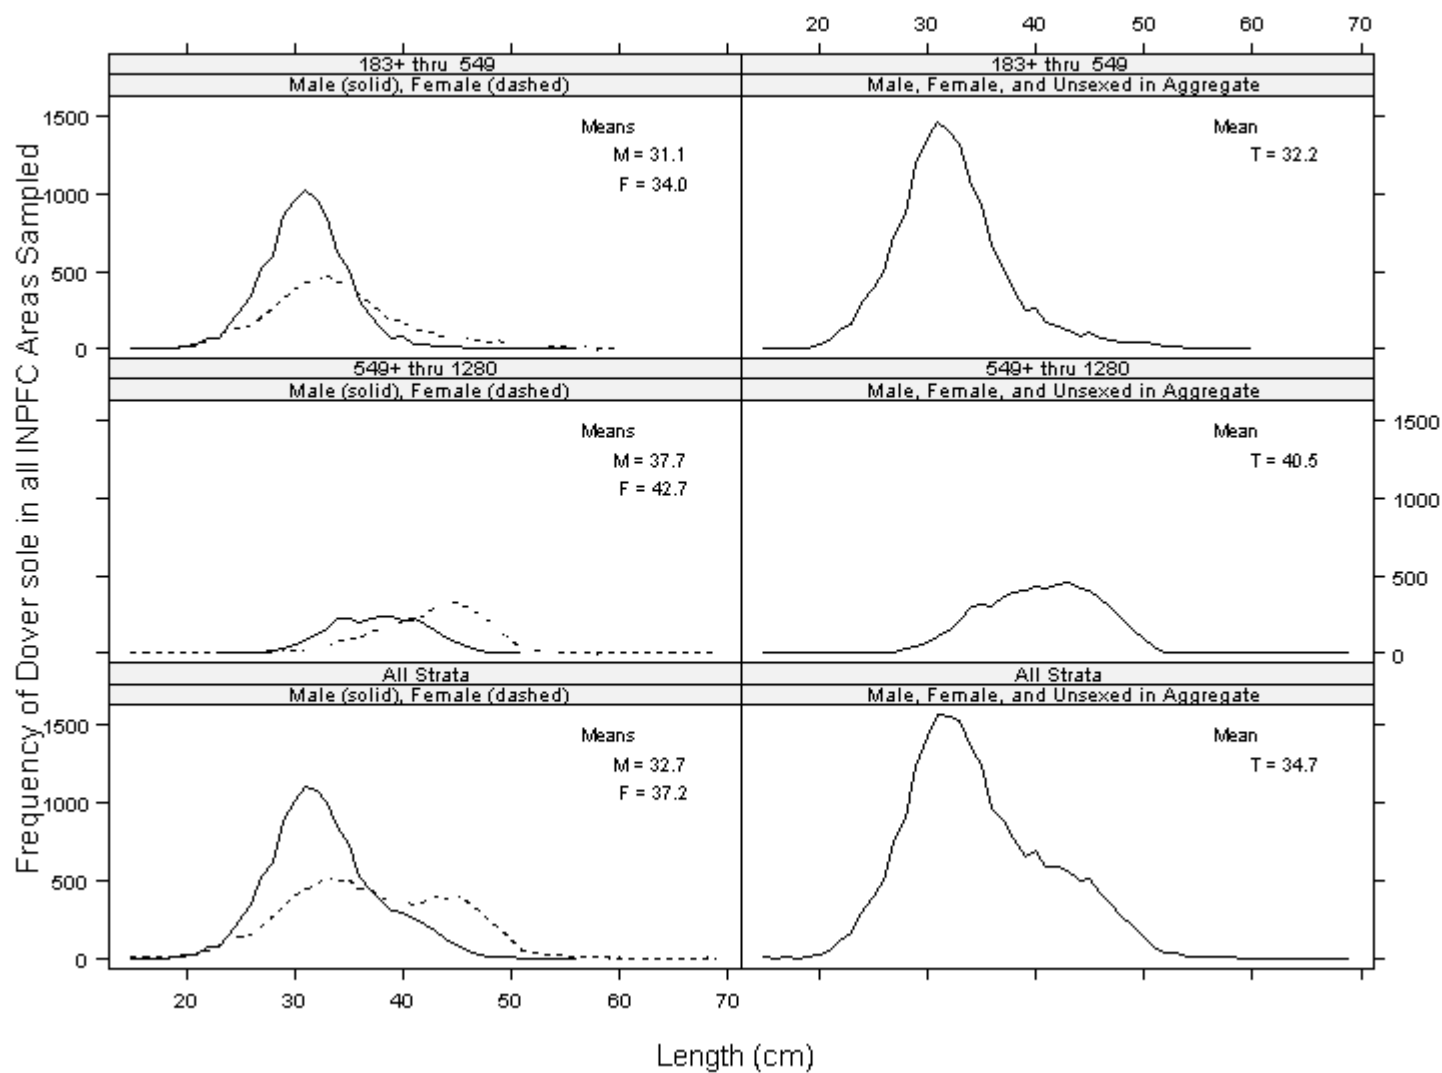 20 30 40 50 60 70
183+ thru 549
183+ thru 549
Male (solid), Female (dashed)
Male, Female, and Unsexed in Aggregate
1500
1000
500
0
Means
M = 31.1
F = 34.0
Mean
T = 32.2
549+ thru 1280
549+ thru 1280
Male (solid), Female (dashed)
Male, Female, and Unsexed in Aggregate
Means
M = 37.7
F = 42.7
Mean
T = 40.5
1500
1000
500
0
All Strata
All Strata
Male (solid), Female (dashed)
Male, Female, and Unsexed in Aggregate
1500
1000
500
0
Means
M = 32.7
F = 37.2
Mean
T = 34.7
20 30 40 50 60 70
Length (cm)
Frequency of Dover sole in all INPFC Areas Sampled